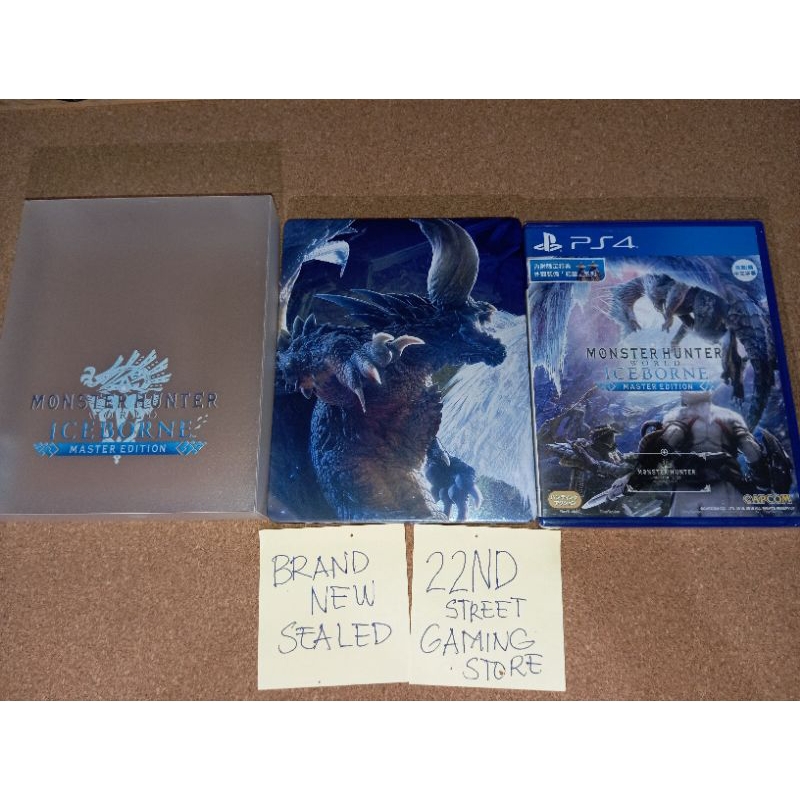 MONSTER HUNTER
WORLD
ICEBORNE
MASTER EDITION
PS4
MONSTER HUNTER
WORLD
ICEBORNE
MASTER EDITION
MONSTER HUNTER
CAPCOM
BRAND
NEW
SEALED
22ND
STREET
GAMING
STORE